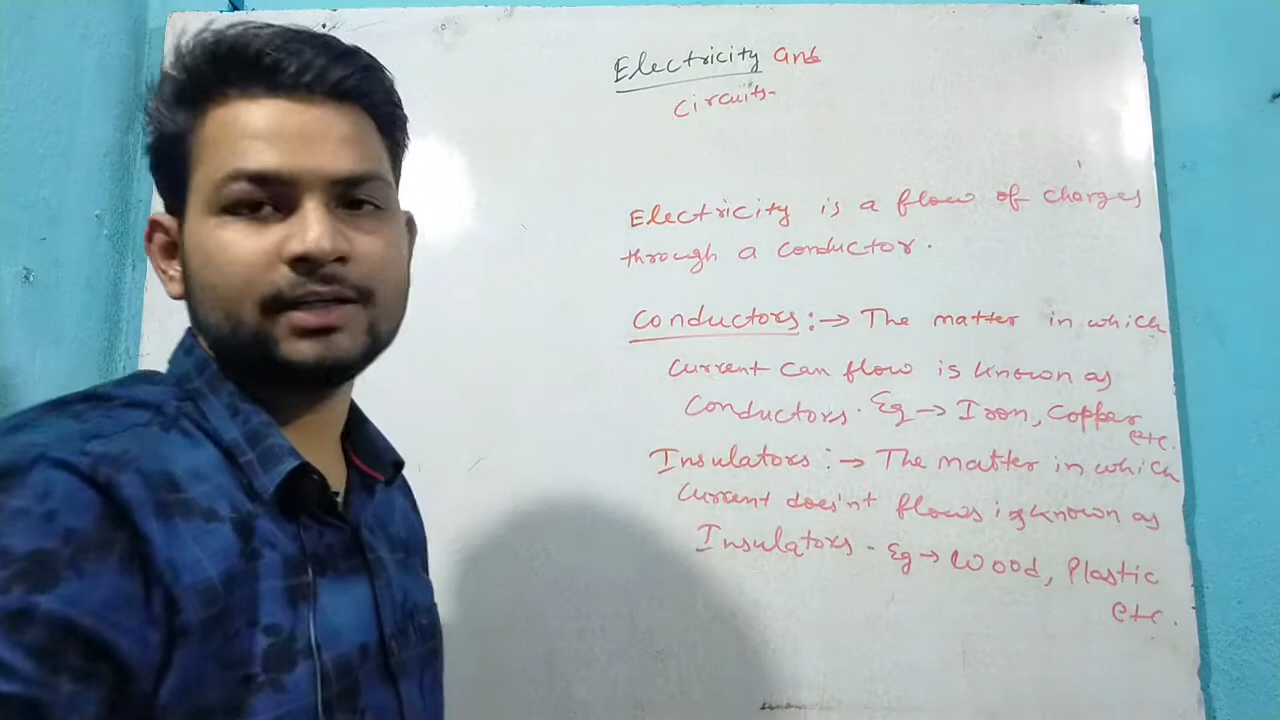 Electricity and
Circuits-
Electricity is a flow of charges
through a conductor.
Conductors :→ The matter in which
current can flow is known as
conductors. Eg → Iron, Copper
etc.
Insulators :→ The matter in which
current does'nt flows is known as
Insulators - Eg → Wood, Plastic
etc.